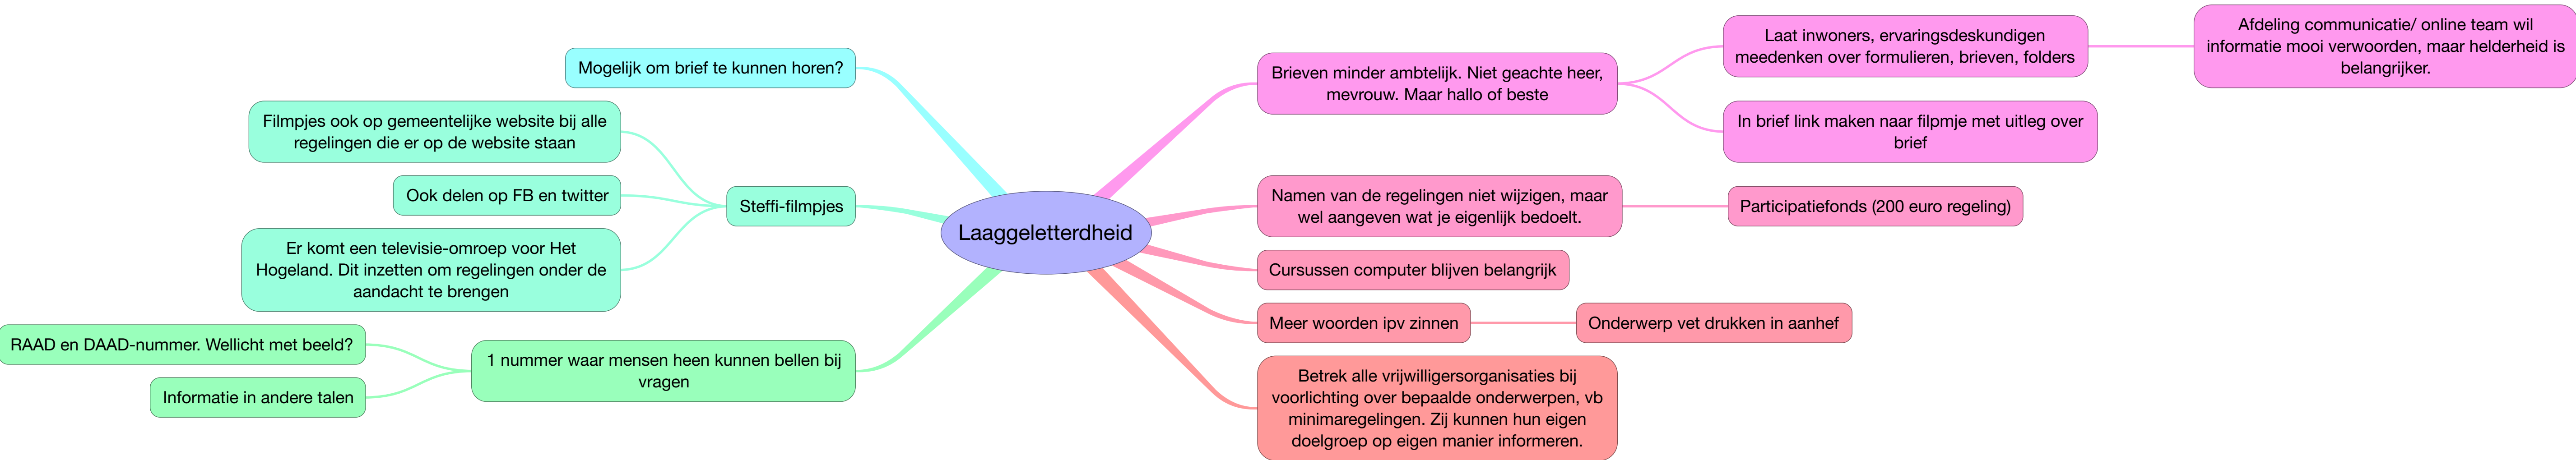 Laaggeletterdheid
Mogelijk om brief te kunnen horen?
Steffi-filmpjes
Filmpjes ook op gemeentelijke website bij alle
regelingen die er op de website staan
Ook delen op FB en twitter
Er komt een televisie-omroep voor Het
Hogeland. Dit inzetten om regelingen onder de
aandacht te brengen
1 nummer waar mensen heen kunnen bellen bij
vragen
RAAD en DAAD-nummer. Wellicht met beeld?
Informatie in andere talen
Brieven minder ambtelijk. Niet geachte heer,
mevrouw. Maar hallo of beste
Laat inwoners, ervaringsdeskundigen
meedenken over formulieren, brieven, folders
Afdeling communicatie/ online team wil
informatie mooi verwoorden, maar helderheid is
belangrijker.
In brief link maken naar filpmje met uitleg over
brief
Namen van de regelingen niet wijzigen, maar
wel aangeven wat je eigenlijk bedoelt.
Participatiefonds (200 euro regeling)
Cursussen computer blijven belangrijk
Meer woorden ipv zinnen
Onderwerp vet drukken in aanhef
Betrek alle vrijwilligersorganisaties bij
voorlichting over bepaalde onderwerpen, vb
minimaregelingen. Zij kunnen hun eigen
doelgroep op eigen manier informeren.